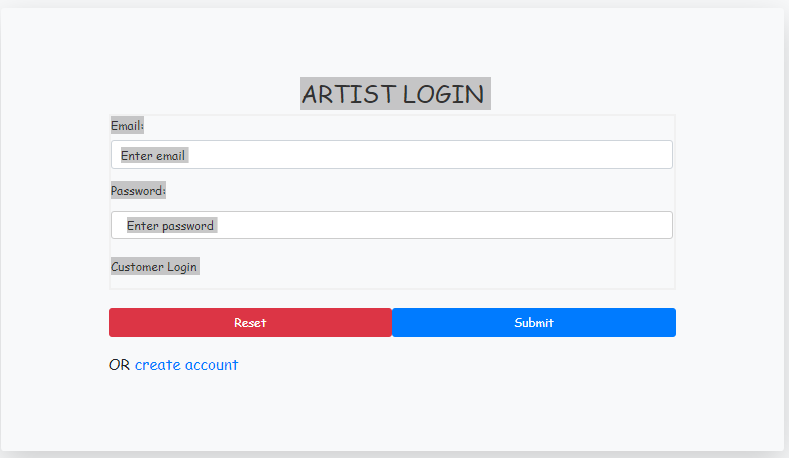 ARTIST LOGIN
Email:
Enter email
Password:
Enter password
Customer Login
Reset Submit
OR create account